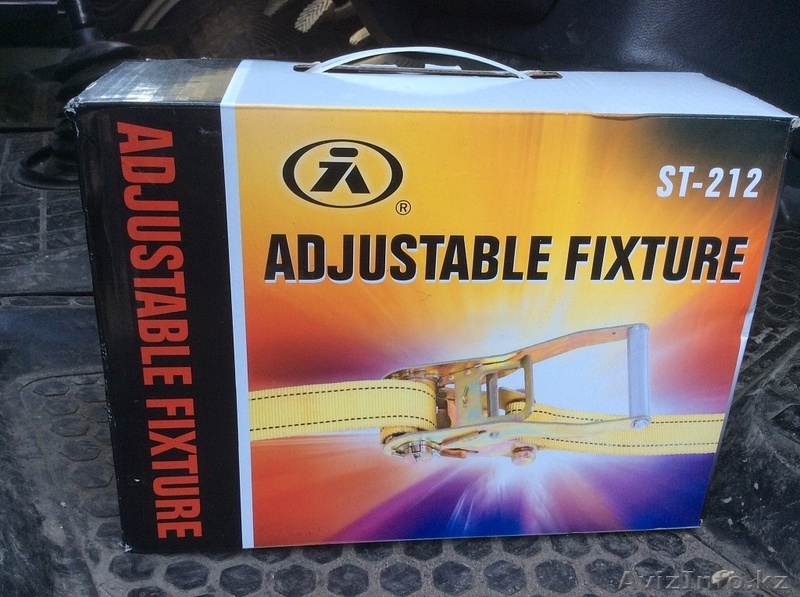 ADJUSTABLE FIXTURE
®
ST-212
ADJUSTABLE FIXTURE
AvizInfo.kz